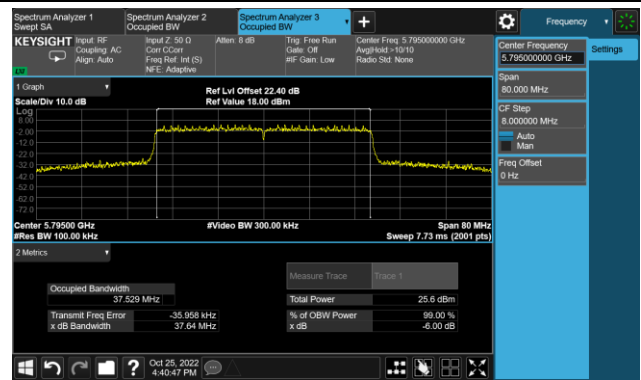 Spectrum Analyzer 1
Swept SA
Spectrum Analyzer 2
Occupied BW
Spectrum Analyzer 3
Occupied BW
Frequency
KEYSIGHT
Input: RF
Coupling: AC
Align: Auto
Input Z: 50 Ω
Corr CCorr
Freq Ref: Int (S)
NFE: Adaptive
Atten: 8 dB
Trig: Free Run
Gate: Off
#IF Gain: Low
Center Freq: 5.795000000 GHz
Avg|Hold:>10/10
Radio Std: None
Center Frequency
5.795000000 GHz
Settings
Span
80.000 MHz
CF Step
8.000000 MHz
Auto
Man
Freq Offset
0 Hz
1 Graph
Scale/Div 10.0 dB
Ref Lvl Offset 22.40 dB
Ref Value 18.00 dBm
Log
8.00
-2.00
-12.0
-22.0
-32.0
-42.0
-52.0
-62.0
-72.0
Center 5.79500 GHz
#Res BW 100.00 kHz
#Video BW 300.00 kHz
Span 80 MHz
Sweep 7.73 ms (2001 pts)
2 Metrics
Measure Trace
Trace 1
Occupied Bandwidth
37.529 MHz
Total Power
25.6 dBm
Transmit Freq Error
-35.958 kHz
% of OBW Power
99.00 %
x dB Bandwidth
37.64 MHz
x dB
-6.00 dB
Oct 25, 2022
4:40:47 PM